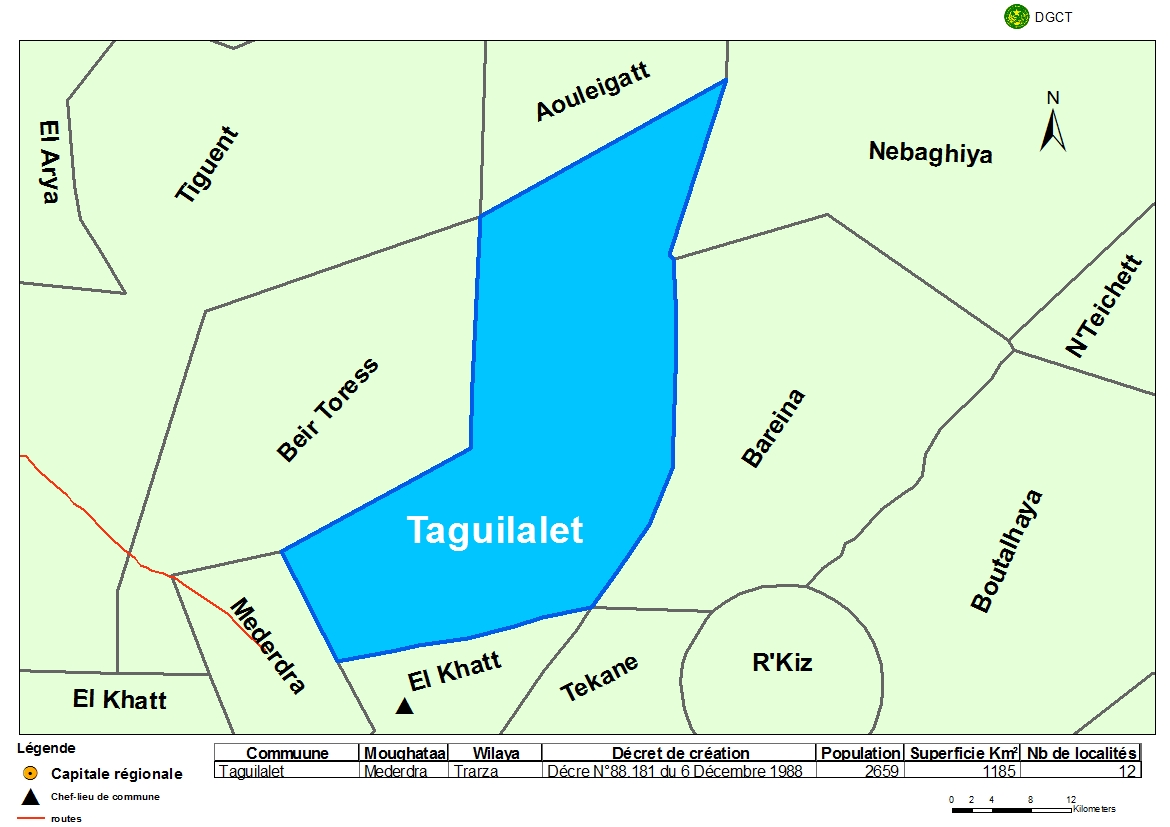 DGCT
N
Aouleigatt
El Arya
Tiguent
Nebaghiya
N'Teichett
Beir Toress
Bareina
Taguilalet
Boutalhaya
Mederdra
El Khatt
El Khatt
Tekane
R'Kiz
Légende
Capitale régionale
Chef-lieu de commune
routes
Commuune Moughataa Wilaya Décret de création Population Superficie Km² Nb de localités
Taguilalet Mederdra Trarza Décre N°88.181 du 6 Décembre 1988 2659 1185 12
0 2 4 8 12
Kilometers